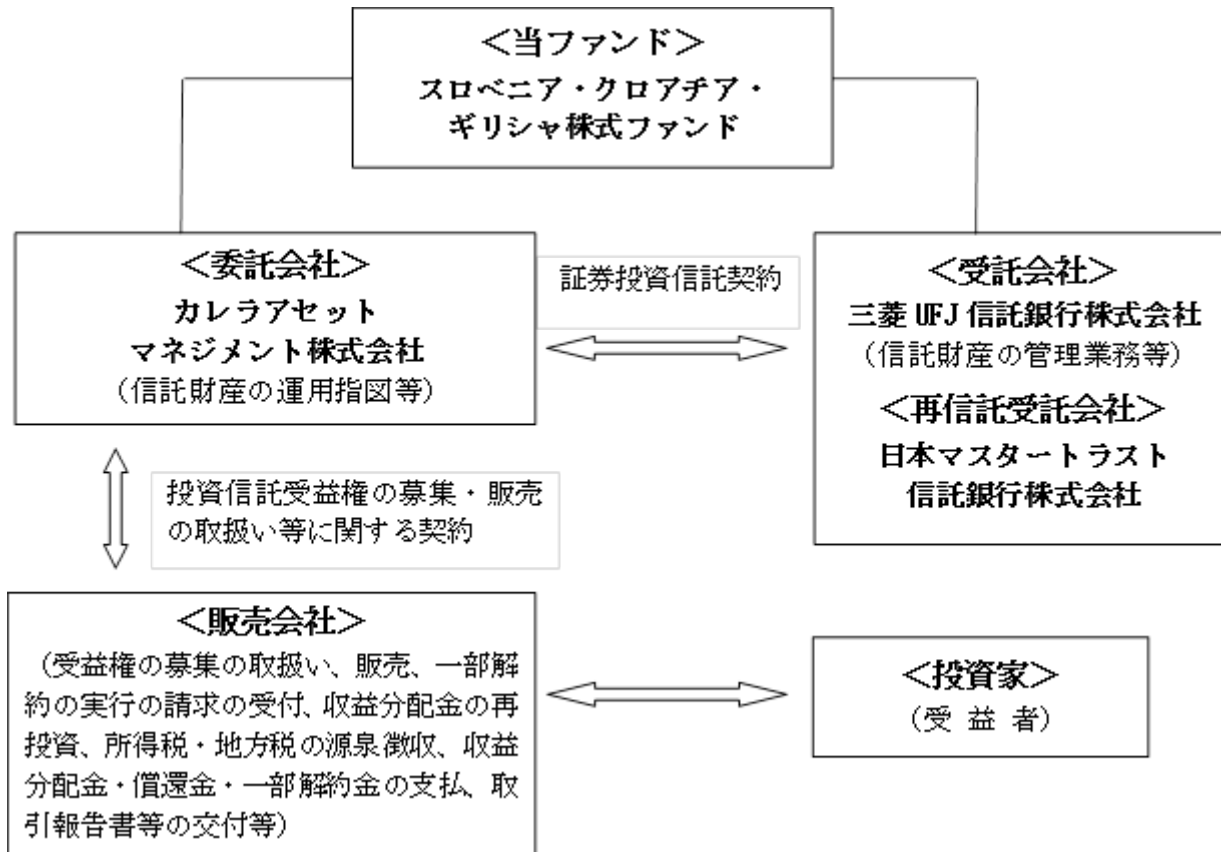 <当ファンド>
スロベニア・クロアチア・
ギリシャ株式ファンド
<委託会社>
カレラアセット
マネジメント株式会社
(信託財産の運用指図等)
証券投資信託契約
<受託会社>
三菱UFJ信託銀行株式会社
(信託財産の管理業務等)
<再信託受託会社>
日本マスタートラスト
信託銀行株式会社
投資信託受益権の募集・販売
の取扱い等に関する契約
<販売会社>
(受益権の募集の取扱い、販売、一部解
約の実行の請求の受付、収益分配金の再
投資、所得税・地方税の源泉徴収、収益
分配金・償還金・一部解約金の支払、取
引報告書等の交付等)
<投資家>
(受 益 者)